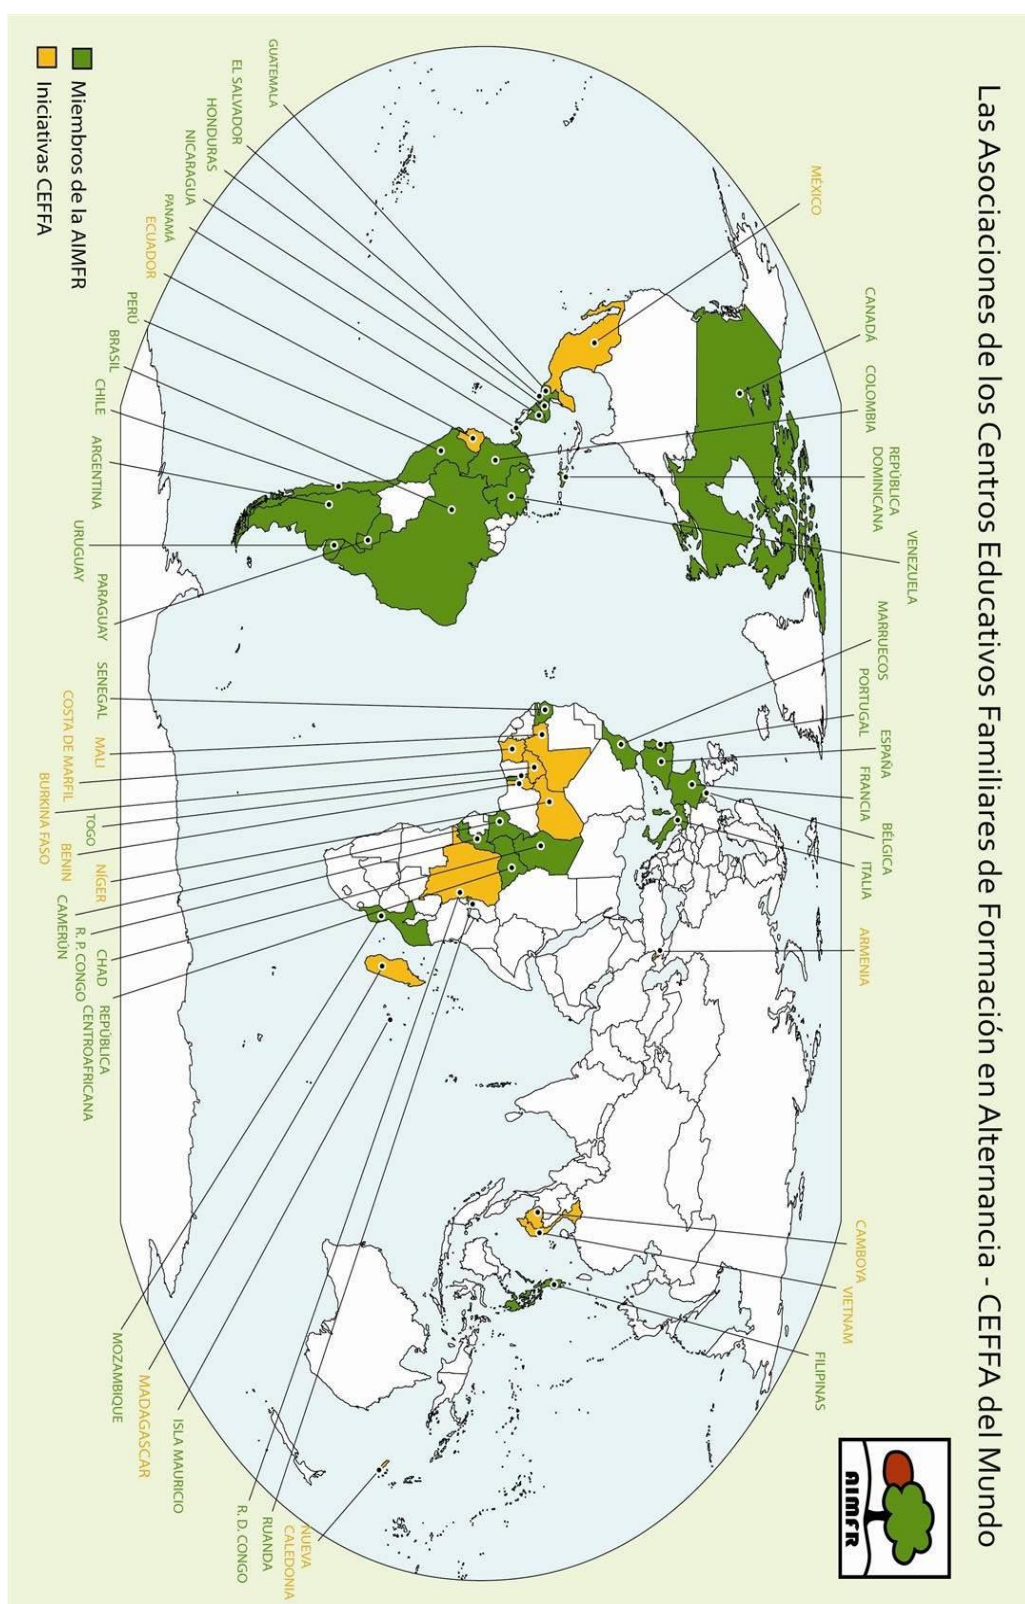 Las Asociaciones de los Centros Educativos Familiares de Formación en Alternancia - CEFFA del Mundo
AIMFR
MÉXICO
CANADÁ
COLOMBIA
REPÚBLICA
DOMINICANA
VENEZUELA
MARRUECOS
PORTUGAL
ESPAÑA
FRANCIA
BÉLGICA
ITALIA
ARMENIA
CAMBOYA
VIETNAM
FILIPINAS
GUATEMALA
EL SALVADOR
HONDURAS
NICARAGUA
PANAMÁ
ECUADOR
PERÚ
BRASIL
CHILE
ARGENTINA
URUGUAY
PARAGUAY
SENEGAL
MALI
COSTA DE MARFIL
BURKINA FASO
TOGO
BENIN
NÍGER
CAMERÚN
R. P. CONGO
CHAD
REPÚBLICA
CENTROAFRICANA
MOZAMBIQUE
MADAGASCAR
ISLA MAURICIO
R. D. CONGO
RUANDA
NUEVA
CALEDONIA
Miembros de la AIMFR
Iniciativas CEFFA